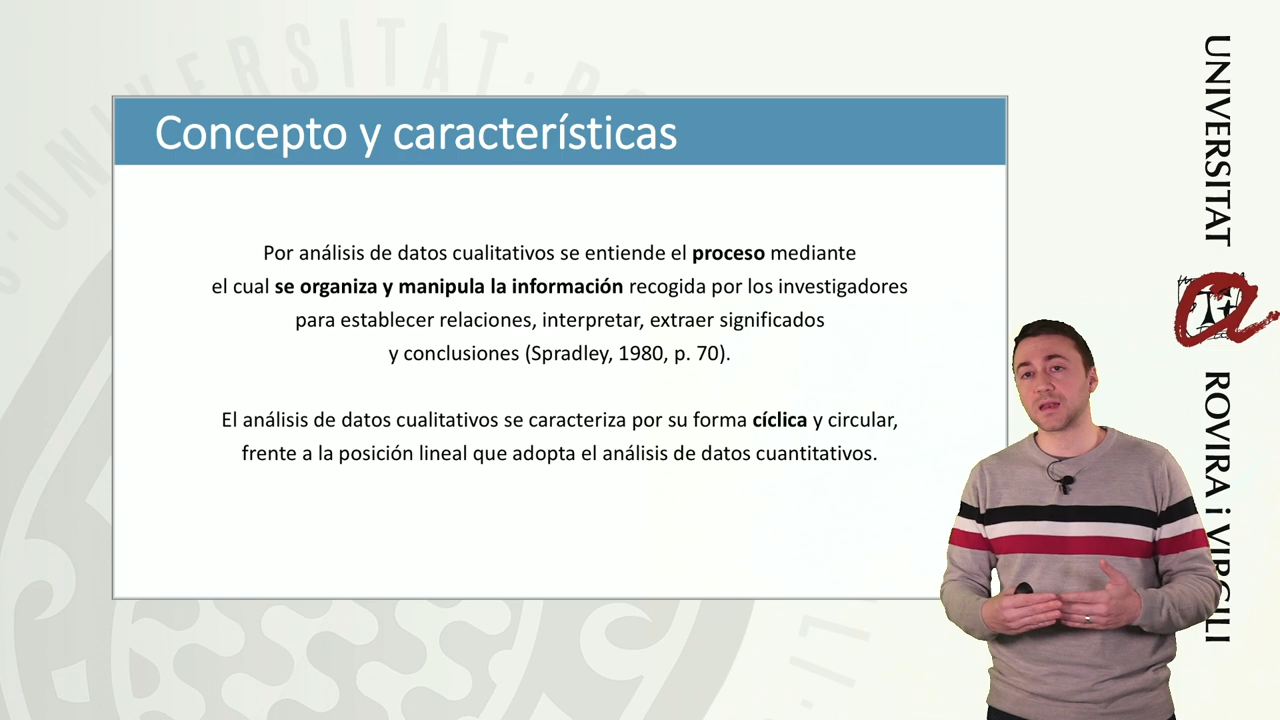 Concepto y características
Por análisis de datos cualitativos se entiende el proceso mediante
el cual se organiza y manipula la información recogida por los investigadores
para establecer relaciones, interpretar, extraer significados
y conclusiones (Spradley, 1980, p. 70).
El análisis de datos cualitativos se caracteriza por su forma cíclica y circular,
frente a la posición lineal que adopta el análisis de datos cuantitativos.
UNIVERSITAT
ROVIRA i VIRGILI